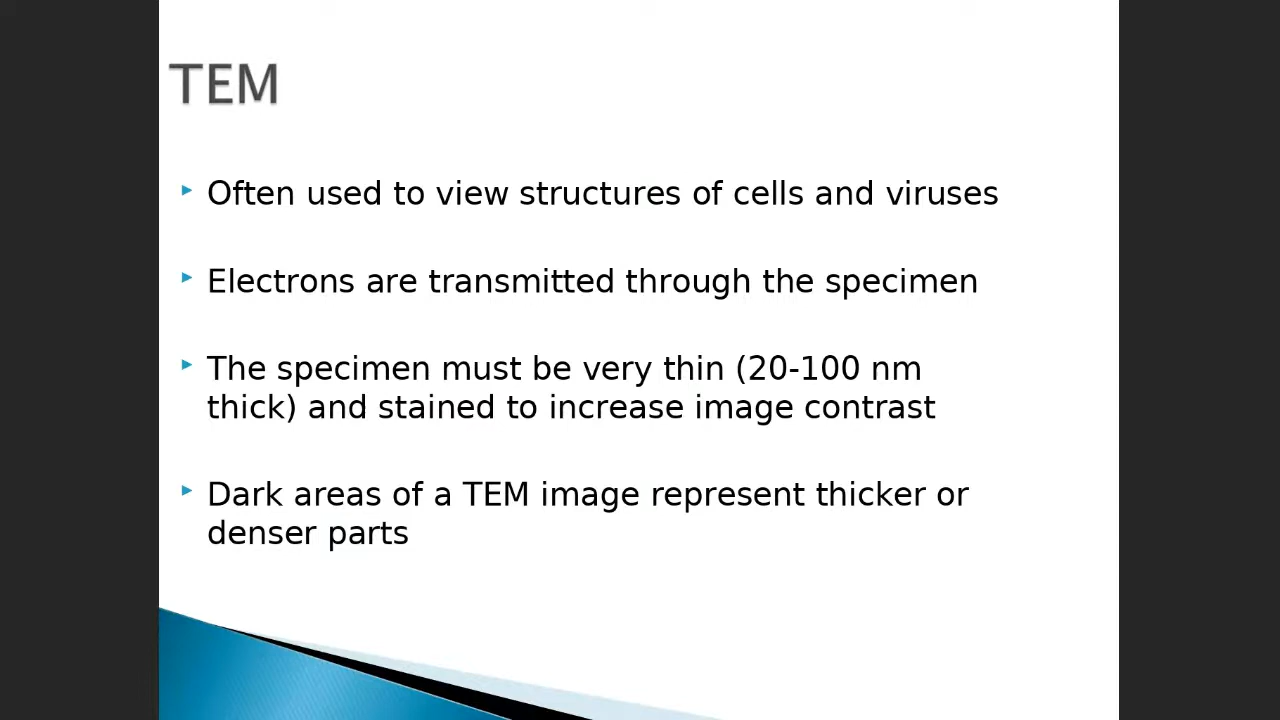 TEM
Often used to view structures of cells and viruses
Electrons are transmitted through the specimen
The specimen must be very thin (20-100 nm
thick) and stained to increase image contrast
Dark areas of a TEM image represent thicker or
denser parts